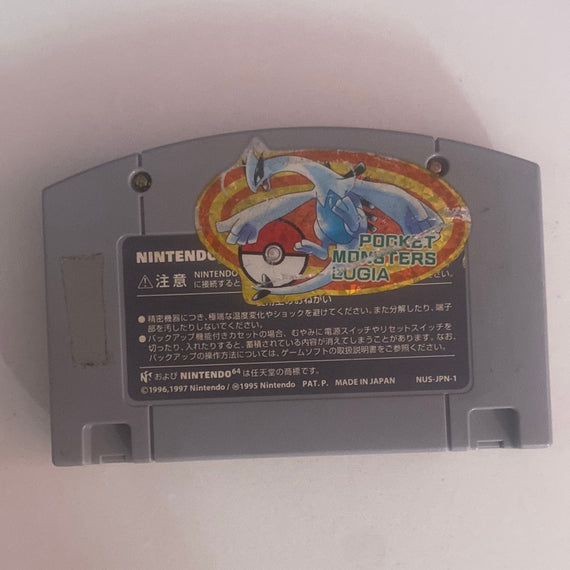 POCKET
MONSTERS
LUGIA
NINTENDO
⚠注意 NINTENDO
に接続すると
い。
●精密機器につき、極端な温度変化やショックを避けてください。また分解したり、端子
部を汚したりしないでください。
●バックアップ機能付きカセットの場合、むやみに電源スイッチやリセットスイッチを
切ったり、入れたりすると、蓄積されている内容が消えてしまうことがあります。なお、
バックアップの操作方法については、ゲームソフトの取扱説明書をご参照ください。
および NINTENDO64 は任天堂の商標です。
©1996,1997 Nintendo / Ⓜ1995 Nintendo PAT. P. MADE IN JAPAN NUS-JPN-1